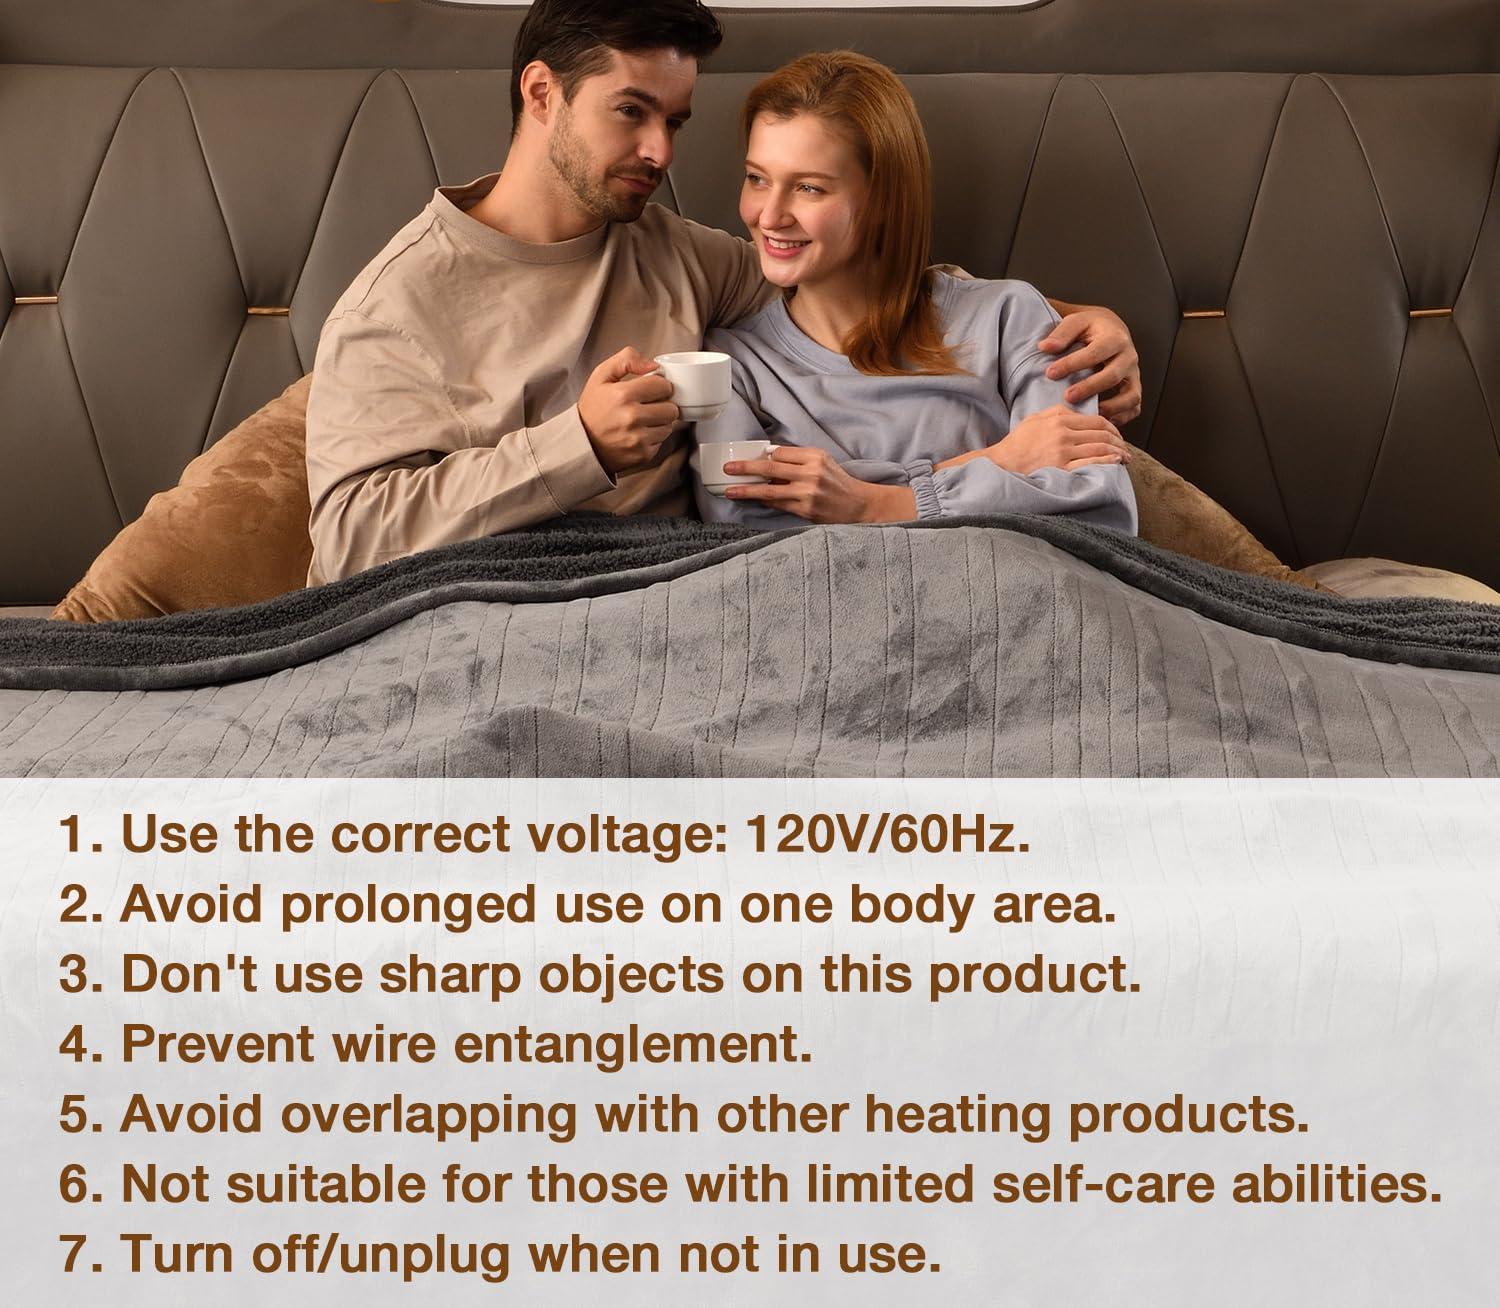 1. Use the correct voltage: 120V/60Hz.
2. Avoid prolonged use on one body area.
3. Don't use sharp objects on this product.
4. Prevent wire entanglement.
5. Avoid overlapping with other heating products.
6. Not suitable for those with limited self-care abilities.
7. Turn off/unplug when not in use.